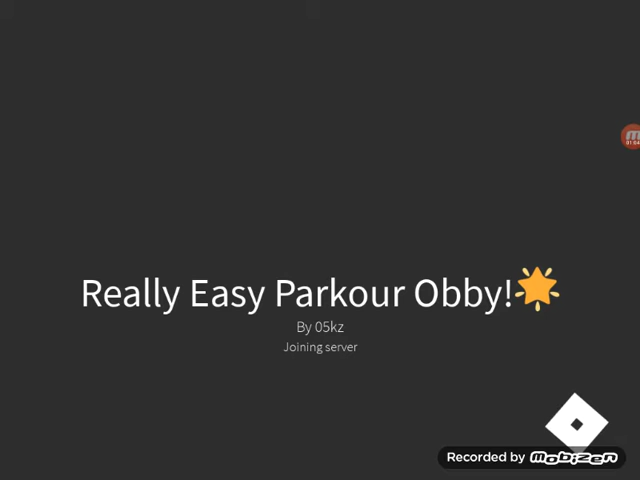 Really Easy Parkour Obby!🌟
By 05kz
Joining server
Recorded by Mobizen